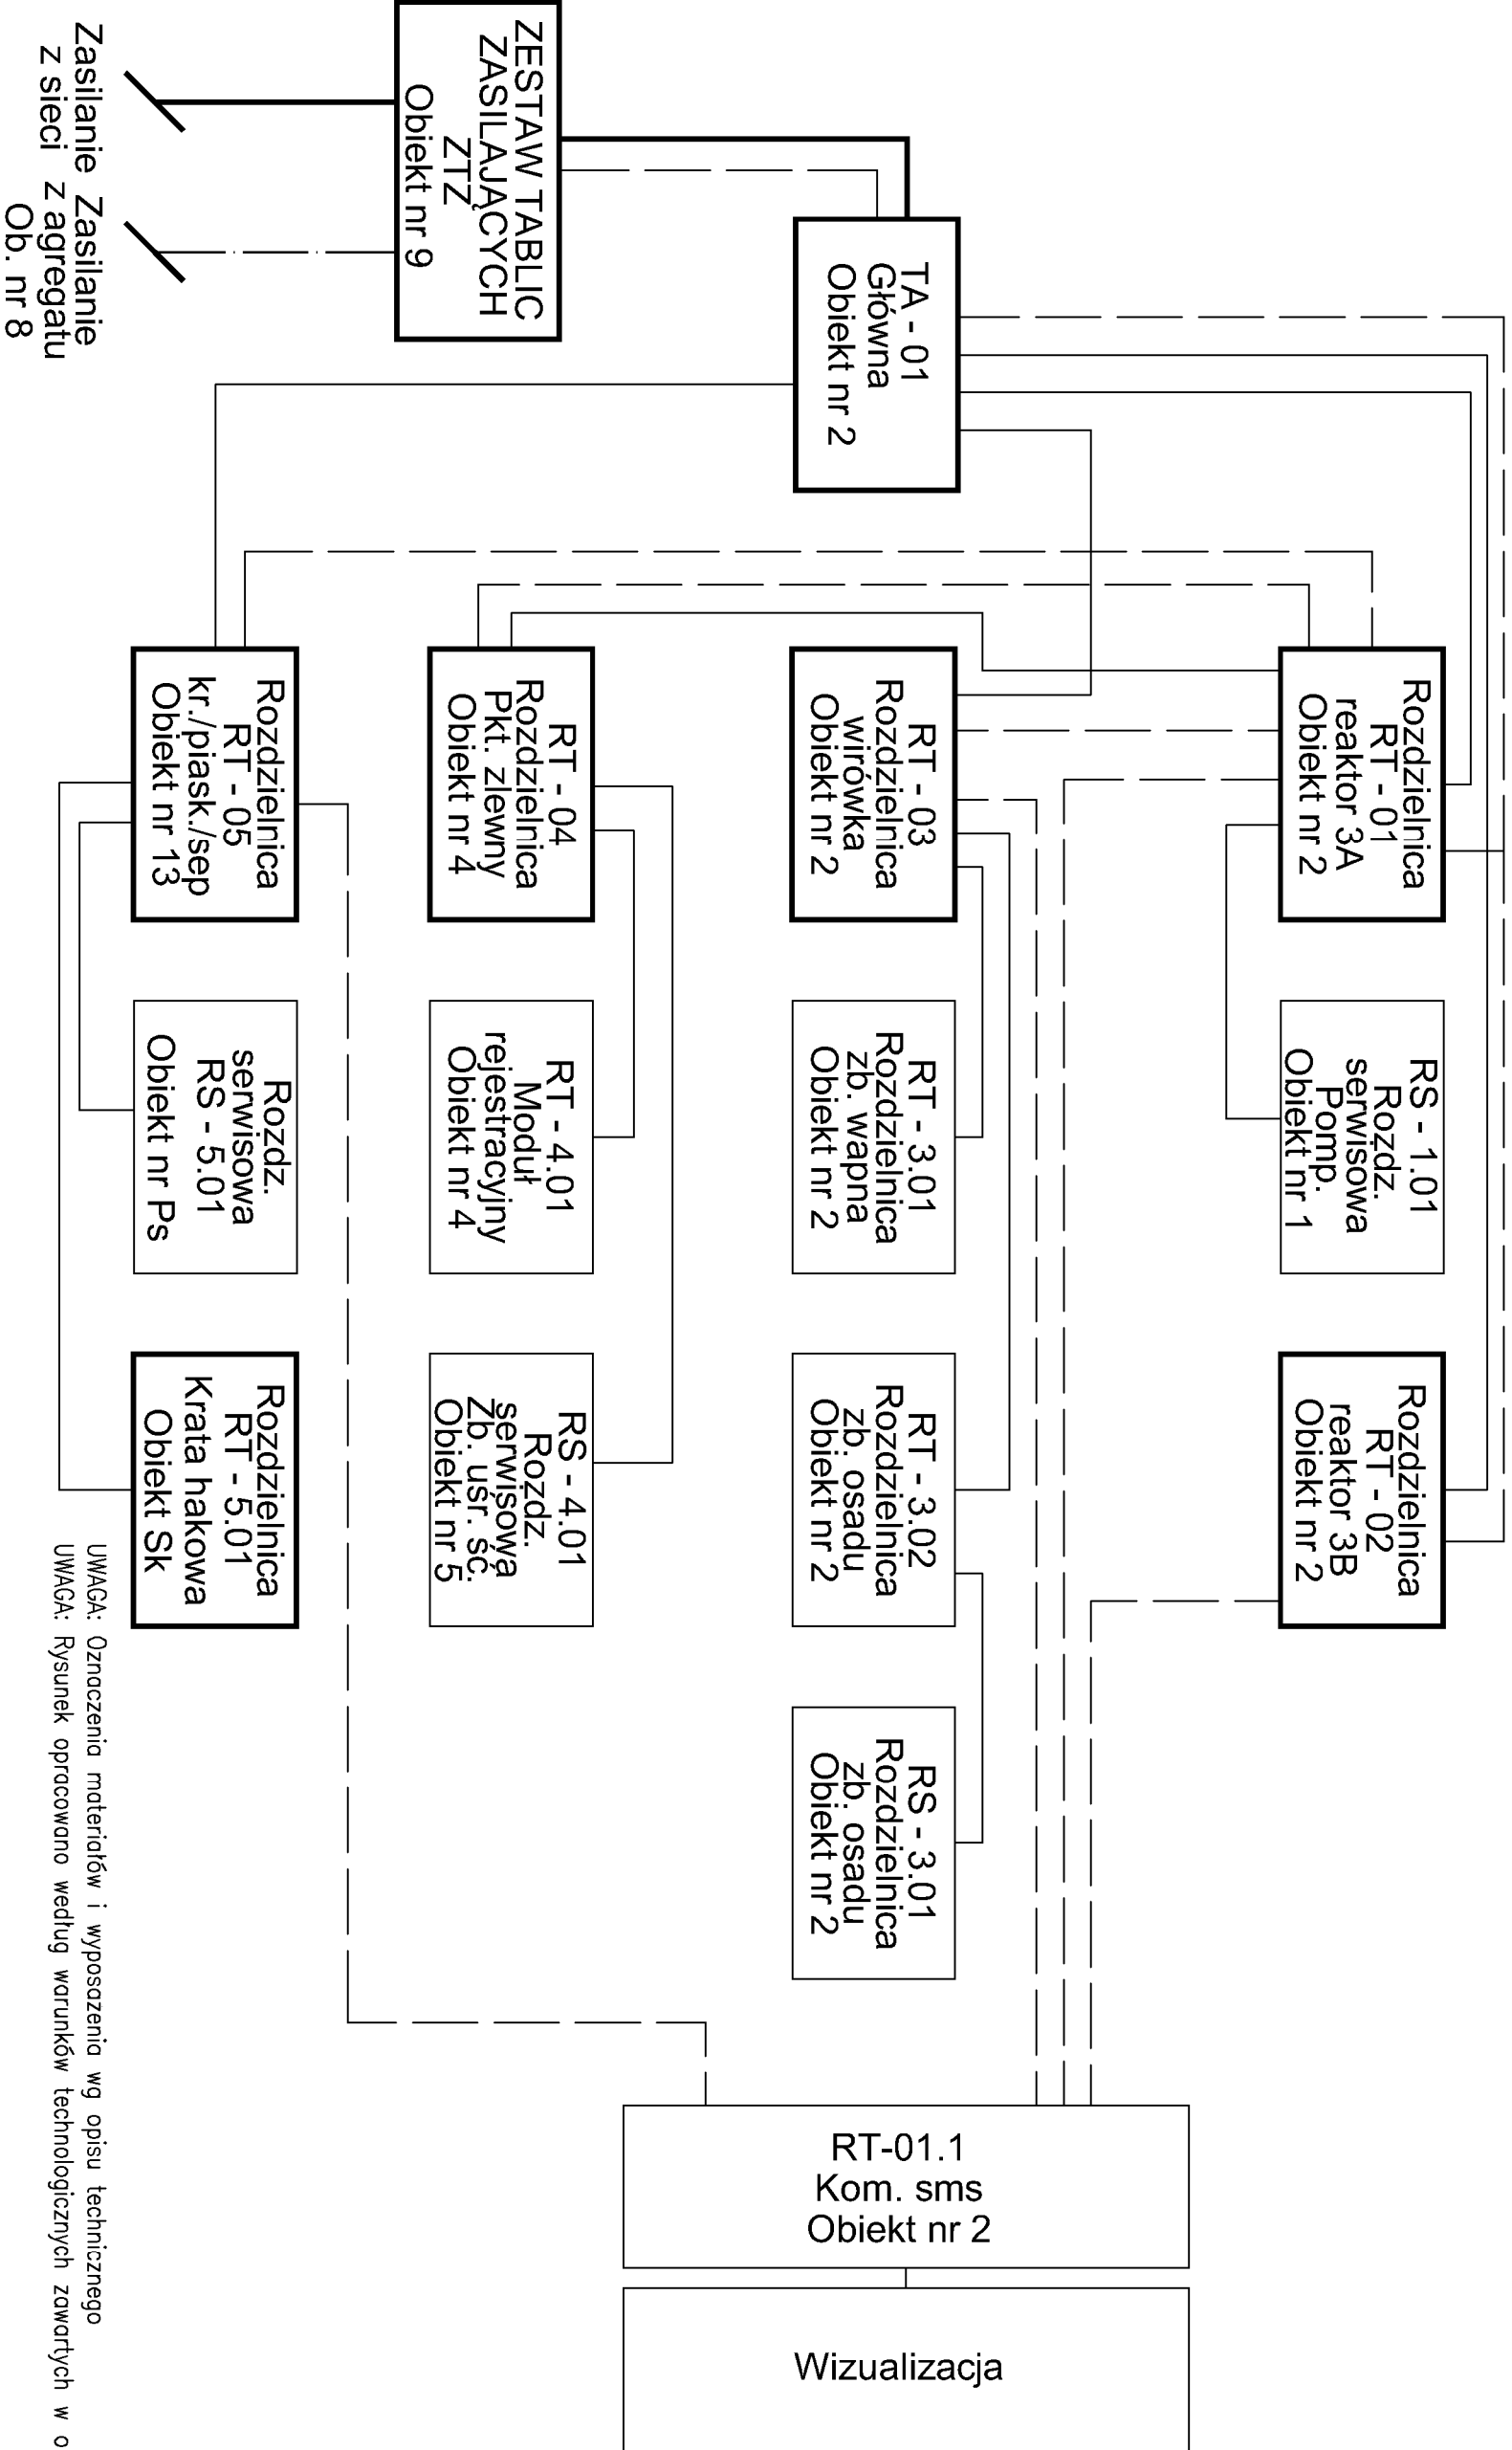 ZESTAW TABLIC
ZASILAJĄCYCH
ZTZ
Obiekt nr 9
Zasilanie
z sieci
Zasilanie
z agregatu
Ob. nr 8
TA - 01
Główna
Obiekt nr 2
Rozdzielnica
RT - 01
reaktor 3A
Obiekt nr 2
RS - 1.01
Rozdz.
serwisowa
Pomp.
Obiekt nr 1
Rozdzielnica
RT - 02
reaktor 3B
Obiekt nr 2
RT - 03
Rozdzielnica
wirówka
Obiekt nr 2
RT - 3.01
Rozdzielnica
zb. wapna
Obiekt nr 2
RT - 3.02
Rozdzielnica
zb. osadu
Obiekt nr 2
RS - 3.01
Rozdzielnica
zb. osadu
Obiekt nr 2
RT - 04
Rozdzielnica
Pkt. zlewny
Obiekt nr 4
RT - 4.01
Moduł
rejestracyjny
Obiekt nr 4
RS - 4.01
Rozdz.
serwisowa
Zb. uśr. ść.
Obiekt nr 5
Rozdzielnica
RT - 05
kr./piask./sep
Obiekt nr 13
Rozdz.
serwisowa
RS - 5.01
Obiekt nr Ps
Rozdzielnica
RT - 5.01
Krata hakowa
Obiekt Sk
RT-01.1
Kom. sms
Obiekt nr 2
Wizualizacja
UWAGA: Oznaczenia materiałów i wyposażenia wg opisu technicznego
UWAGA: Rysunek opracowano według warunków technologicznych zawartych w o